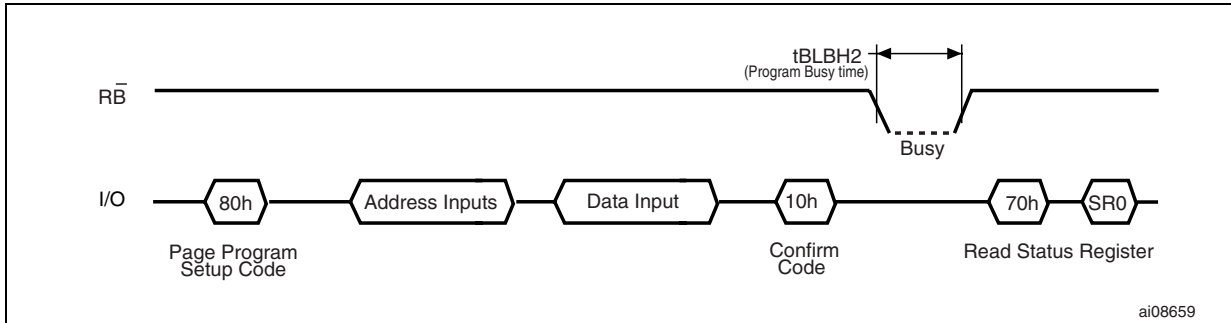 tBLBH2
(Program Busy time)
RB̅
Busy
I/O
80h
Address Inputs
Data Input
10h
70h
SR0
Page Program
Setup Code
Confirm
Code
Read Status Register
ai08659